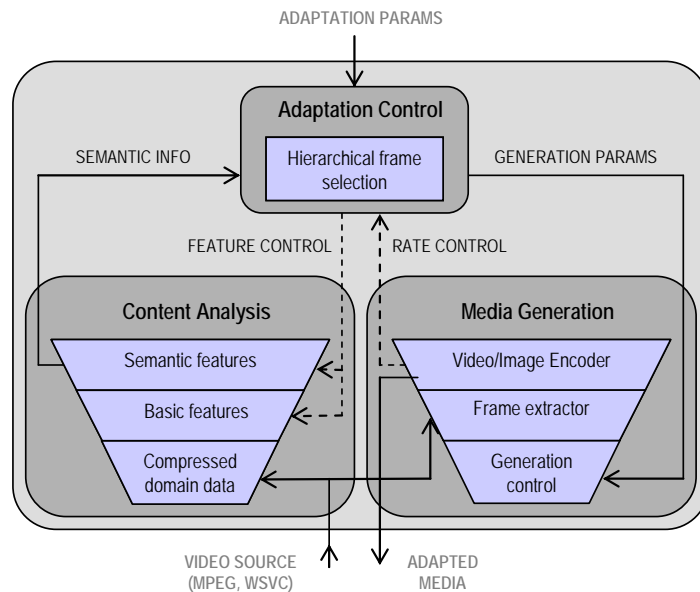 ADAPTATION PARAMS
Adaptation Control
SEMANTIC INFO
Hierarchical frame
selection
GENERATION PARAMS
FEATURE CONTROL
RATE CONTROL
Content Analysis
Semantic features
Basic features
Compressed
domain data
Media Generation
Video/Image Encoder
Frame extractor
Generation
control
VIDEO SOURCE
(MPEG, WSVC)
ADAPTED
MEDIA